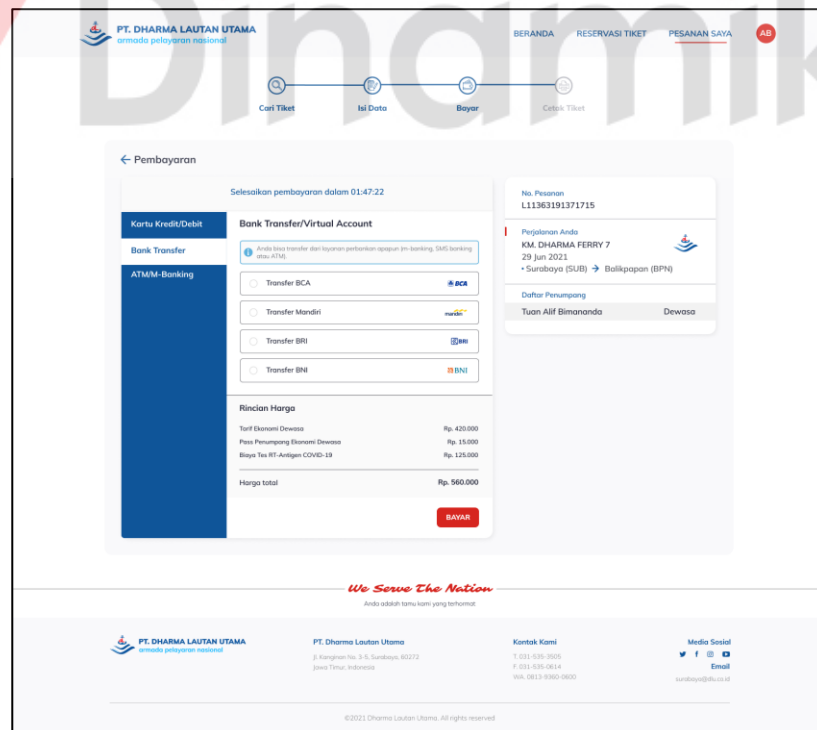 Dinamik
PT. DHARMA LAUTAN UTAMA
armada pelayaran nasional
BERANDA
RESERVASI TIKET
PESANAN SAYA
AB
Cari Tiket
Isi Data
Bayar
Cetak Tiket
← Pembayaran
Selesaikan pembayaran dalam 01:47:22
Kartu Kredit/Debit
Bank Transfer
ATM/M-Banking
Bank Transfer/Virtual Account
Anda bisa transfer dari layanan perbankan apapun (m-banking, SMS banking
atau ATM).
Transfer BCA
BCA
Transfer Mandiri
mandiri
Transfer BRI
BRI
Transfer BNI
BNI
Rincian Harga
Tarif Ekonomi Dewasa Rp. 420.000
Pass Penumpang Ekonomi Dewasa Rp. 15.000
Biaya Tes RT-Antigen COVID-19 Rp. 125.000
Harga total Rp. 560.000
BAYAR
No. Pesanan
L11363191371715
Perjalanan Anda
KM. DHARMA FERRY 7
29 Jun 2021
• Surabaya (SUB) → Balikpapan (BPN)
Daftar Penumpang
Tuan Alif Bimananda Dewasa
We Serve The Nation
Anda adalah tamu kami yang terhormat
PT. DHARMA LAUTAN UTAMA
armada pelayaran nasional
PT. Dharma Lautan Utama
Jl. Kanginan No. 3-5, Surabaya, 60272
Jawa Timur, Indonesia
Kontak Kami
T. 031-535-3505
F. 031-535-0614
WA. 0813-9360-0600
Media Sosial
Email
surabaya@dlu.co.id
©2021 Dharma Lautan Utama. All rights reserved